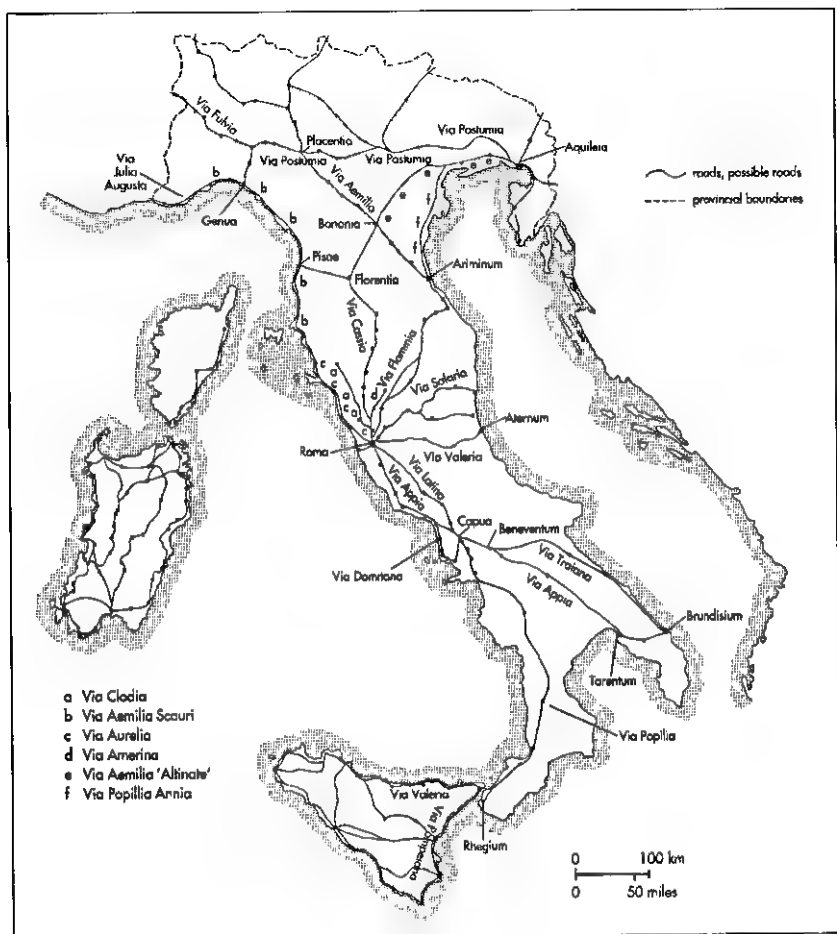 Via Fulvia
Placentia
Via Postumia
Aquileia
Via
Julia
Augusta
b
Via Postumia
Via Postumia
Via Aemilia
e
e
e
Genua
b
b
Bononia
e
e
f
f
f
f
Ariminum
Pisae
Florentia
b
b
Via Cassia
Via Flaminia
d
Via Salaria
c
a
c
a
c
a
c
Aternum
Roma
Via Valeria
Via Latina
Via Appia
Capua
Beneventum
Via Domitiana
Via Traiana
Via Appia
Brundisium
Tarentum
Via Popilia
Via Valeria
Rhegium
roads, possible roads
provincial boundaries
a Via Clodia
b Via Aemilia Scauri
c Via Aurelia
d Via Amerina
e Via Aemilia 'Altinate'
f Via Popillia Annia
0 100 km
0 50 miles